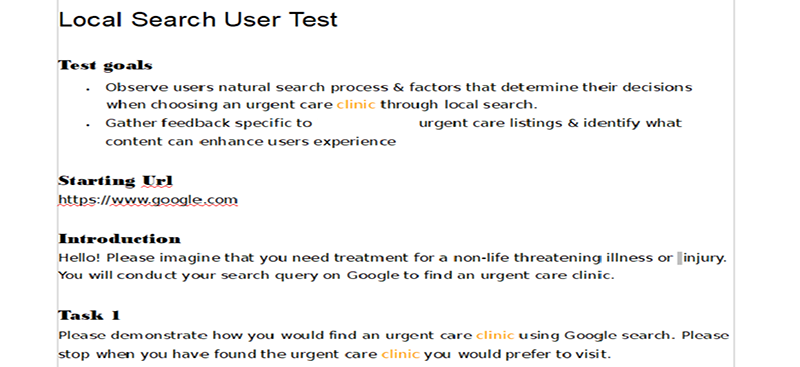 Local Search User Test
Test goals
• Observe users natural search process & factors that determine their decisions
when choosing an urgent care clinic through local search.
• Gather feedback specific to urgent care listings & identify what
content can enhance users experience
Starting Url
https://www.google.com
Introduction
Hello! Please imagine that you need treatment for a non-life threatening illness or injury.
You will conduct your search query on Google to find an urgent care clinic.
Task 1
Please demonstrate how you would find an urgent care clinic using Google search. Please
stop when you have found the urgent care clinic you would prefer to visit.